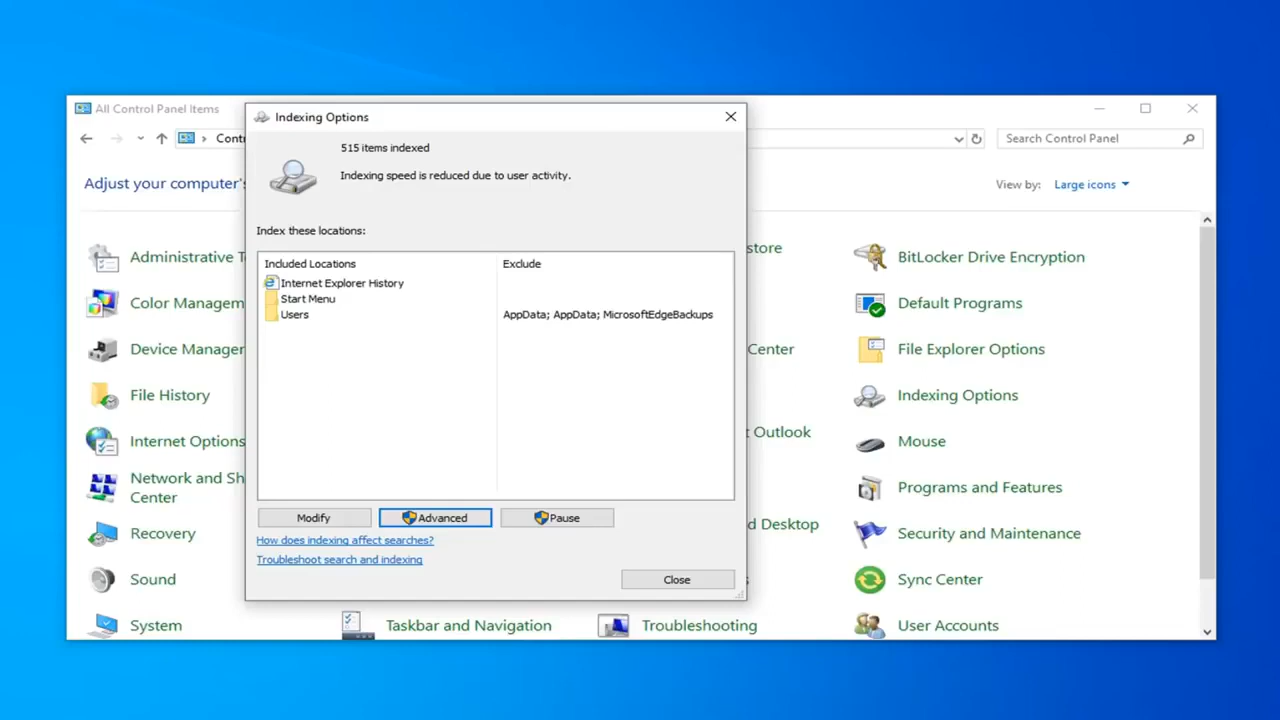 All Control Panel Items
Indexing Options
515 items indexed
Indexing speed is reduced due to user activity.
Index these locations:
Included Locations
Exclude
Internet Explorer History
Start Menu
Users
AppData; AppData; MicrosoftEdgeBackups
Modify
Advanced
Pause
How does indexing affect searches?
Troubleshoot search and indexing
Close
Contr
Search Control Panel
Adjust your computer's
View by: Large icons
Administrative T
store
BitLocker Drive Encryption
Color Managem
Default Programs
Device Manager
Center
File Explorer Options
File History
Indexing Options
Internet Options
t Outlook
Mouse
Network and Sh
Center
Programs and Features
Recovery
d Desktop
Security and Maintenance
Sound
s
Sync Center
System
Taskbar and Navigation
Troubleshooting
User Accounts